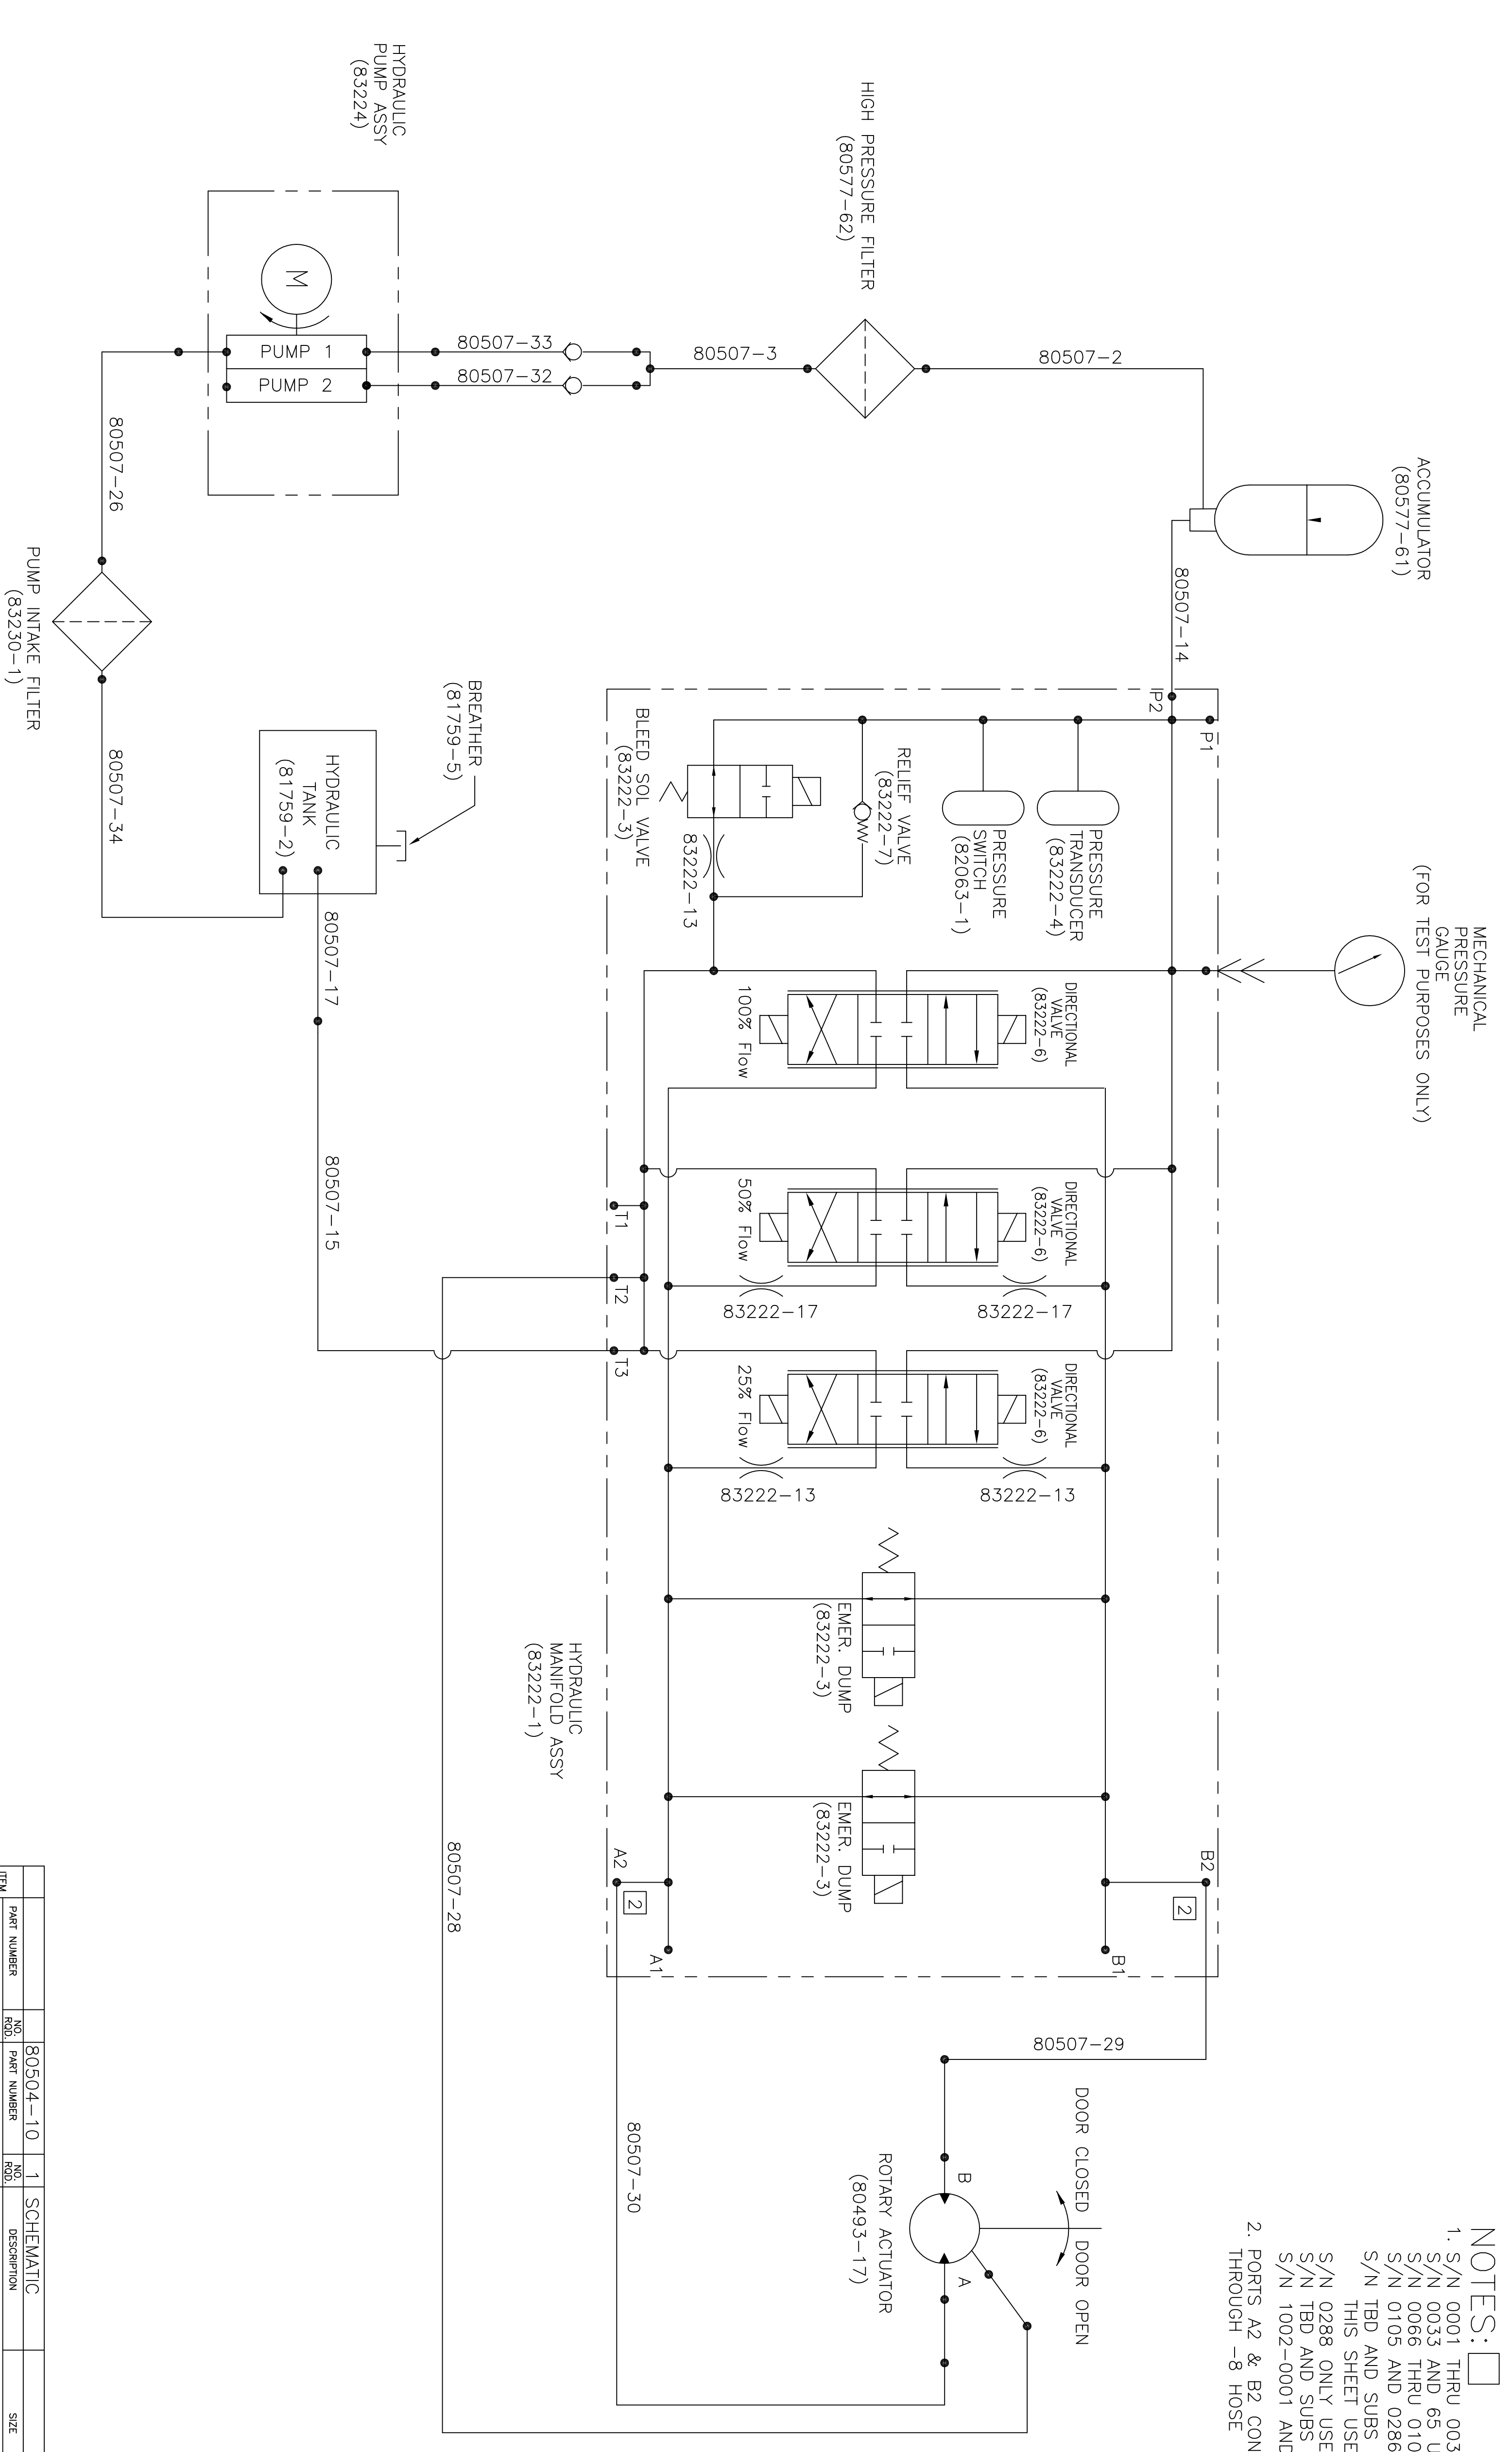 NOTES:
1. S/N 0001 THRU 003
S/N 0033 AND 65 U
S/N 0066 THRU 010
S/N 0105 AND 0286
S/N TBD AND SUBS
THIS SHEET USE
S/N 0288 ONLY USE
S/N TBD AND SUBS
S/N 1002-0001 AND
2. PORTS A2 & B2 CON
THROUGH -8 HOSE
MECHANICAL
PRESSURE
GAUGE
(FOR TEST PURPOSES ONLY)
ACCUMULATOR
(80577-61)
HIGH PRESSURE FILTER
(80577-62)
HYDRAULIC
PUMP ASSY
(83224)
M
PUMP 1
PUMP 2
80507-33
80507-32
80507-3
80507-2
80507-14
80507-26
PUMP INTAKE FILTER
(83230-1)
80507-34
BREATHER
(81759-5)
HYDRAULIC
TANK
(81759-2)
80507-17
80507-15
P1
P2
PRESSURE
TRANSDUCER
(83222-4)
PRESSURE
SWITCH
(82063-1)
RELIEF VALVE
(83222-7)
BLEED SOL VALVE
(83222-3)
83222-13
DIRECTIONAL
VALVE
(83222-6)
100% Flow
DIRECTIONAL
VALVE
(83222-6)
50% Flow
83222-17
83222-17
DIRECTIONAL
VALVE
(83222-6)
25% Flow
83222-13
83222-13
T1
T2
T3
EMER. DUMP
(83222-3)
EMER. DUMP
(83222-3)
HYDRAULIC
MANIFOLD ASSY
(83222-1)
B2
2
B1
A2
2
A1
80507-29
80507-30
80507-28
DOOR CLOSED
DOOR OPEN
B
A
ROTARY ACTUATOR
(80493-17)
80504-10
1
SCHEMATIC
ITEM
PART NUMBER
NO.
RQD.
PART NUMBER
NO.
RQD.
DESCRIPTION
SIZE